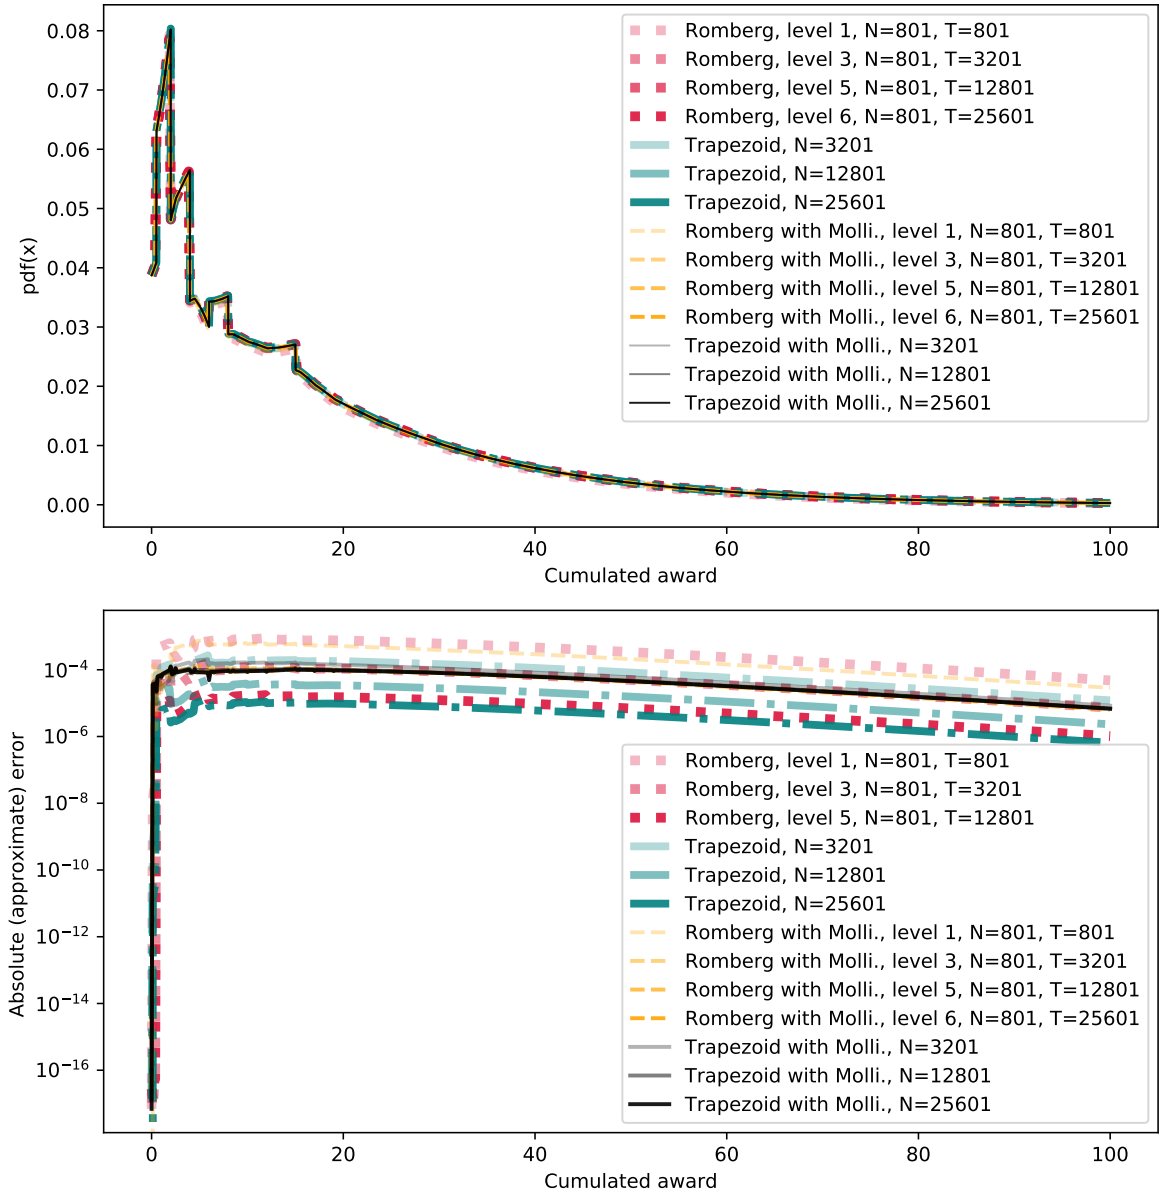 0.08
0.07
0.06
0.05
0.04
0.03
0.02
0.01
0.00
pdf(x)
Romberg, level 1, N=801, T=801
Romberg, level 3, N=801, T=3201
Romberg, level 5, N=801, T=12801
Romberg, level 6, N=801, T=25601
Trapezoid, N=3201
Trapezoid, N=12801
Trapezoid, N=25601
Romberg with Molli., level 1, N=801, T=801
Romberg with Molli., level 3, N=801, T=3201
Romberg with Molli., level 5, N=801, T=12801
Romberg with Molli., level 6, N=801, T=25601
Trapezoid with Molli., N=3201
Trapezoid with Molli., N=12801
Trapezoid with Molli., N=25601
0 20 40 60 80 100
Cumulated award
10⁻⁴
10⁻⁶
10⁻⁸
10⁻¹⁰
10⁻¹²
10⁻¹⁴
10⁻¹⁶
Absolute (approximate) error
Romberg, level 1, N=801, T=801
Romberg, level 3, N=801, T=3201
Romberg, level 5, N=801, T=12801
Trapezoid, N=3201
Trapezoid, N=12801
Trapezoid, N=25601
Romberg with Molli., level 1, N=801, T=801
Romberg with Molli., level 3, N=801, T=3201
Romberg with Molli., level 5, N=801, T=12801
Romberg with Molli., level 6, N=801, T=25601
Trapezoid with Molli., N=3201
Trapezoid with Molli., N=12801
Trapezoid with Molli., N=25601
0 20 40 60 80 100
Cumulated award